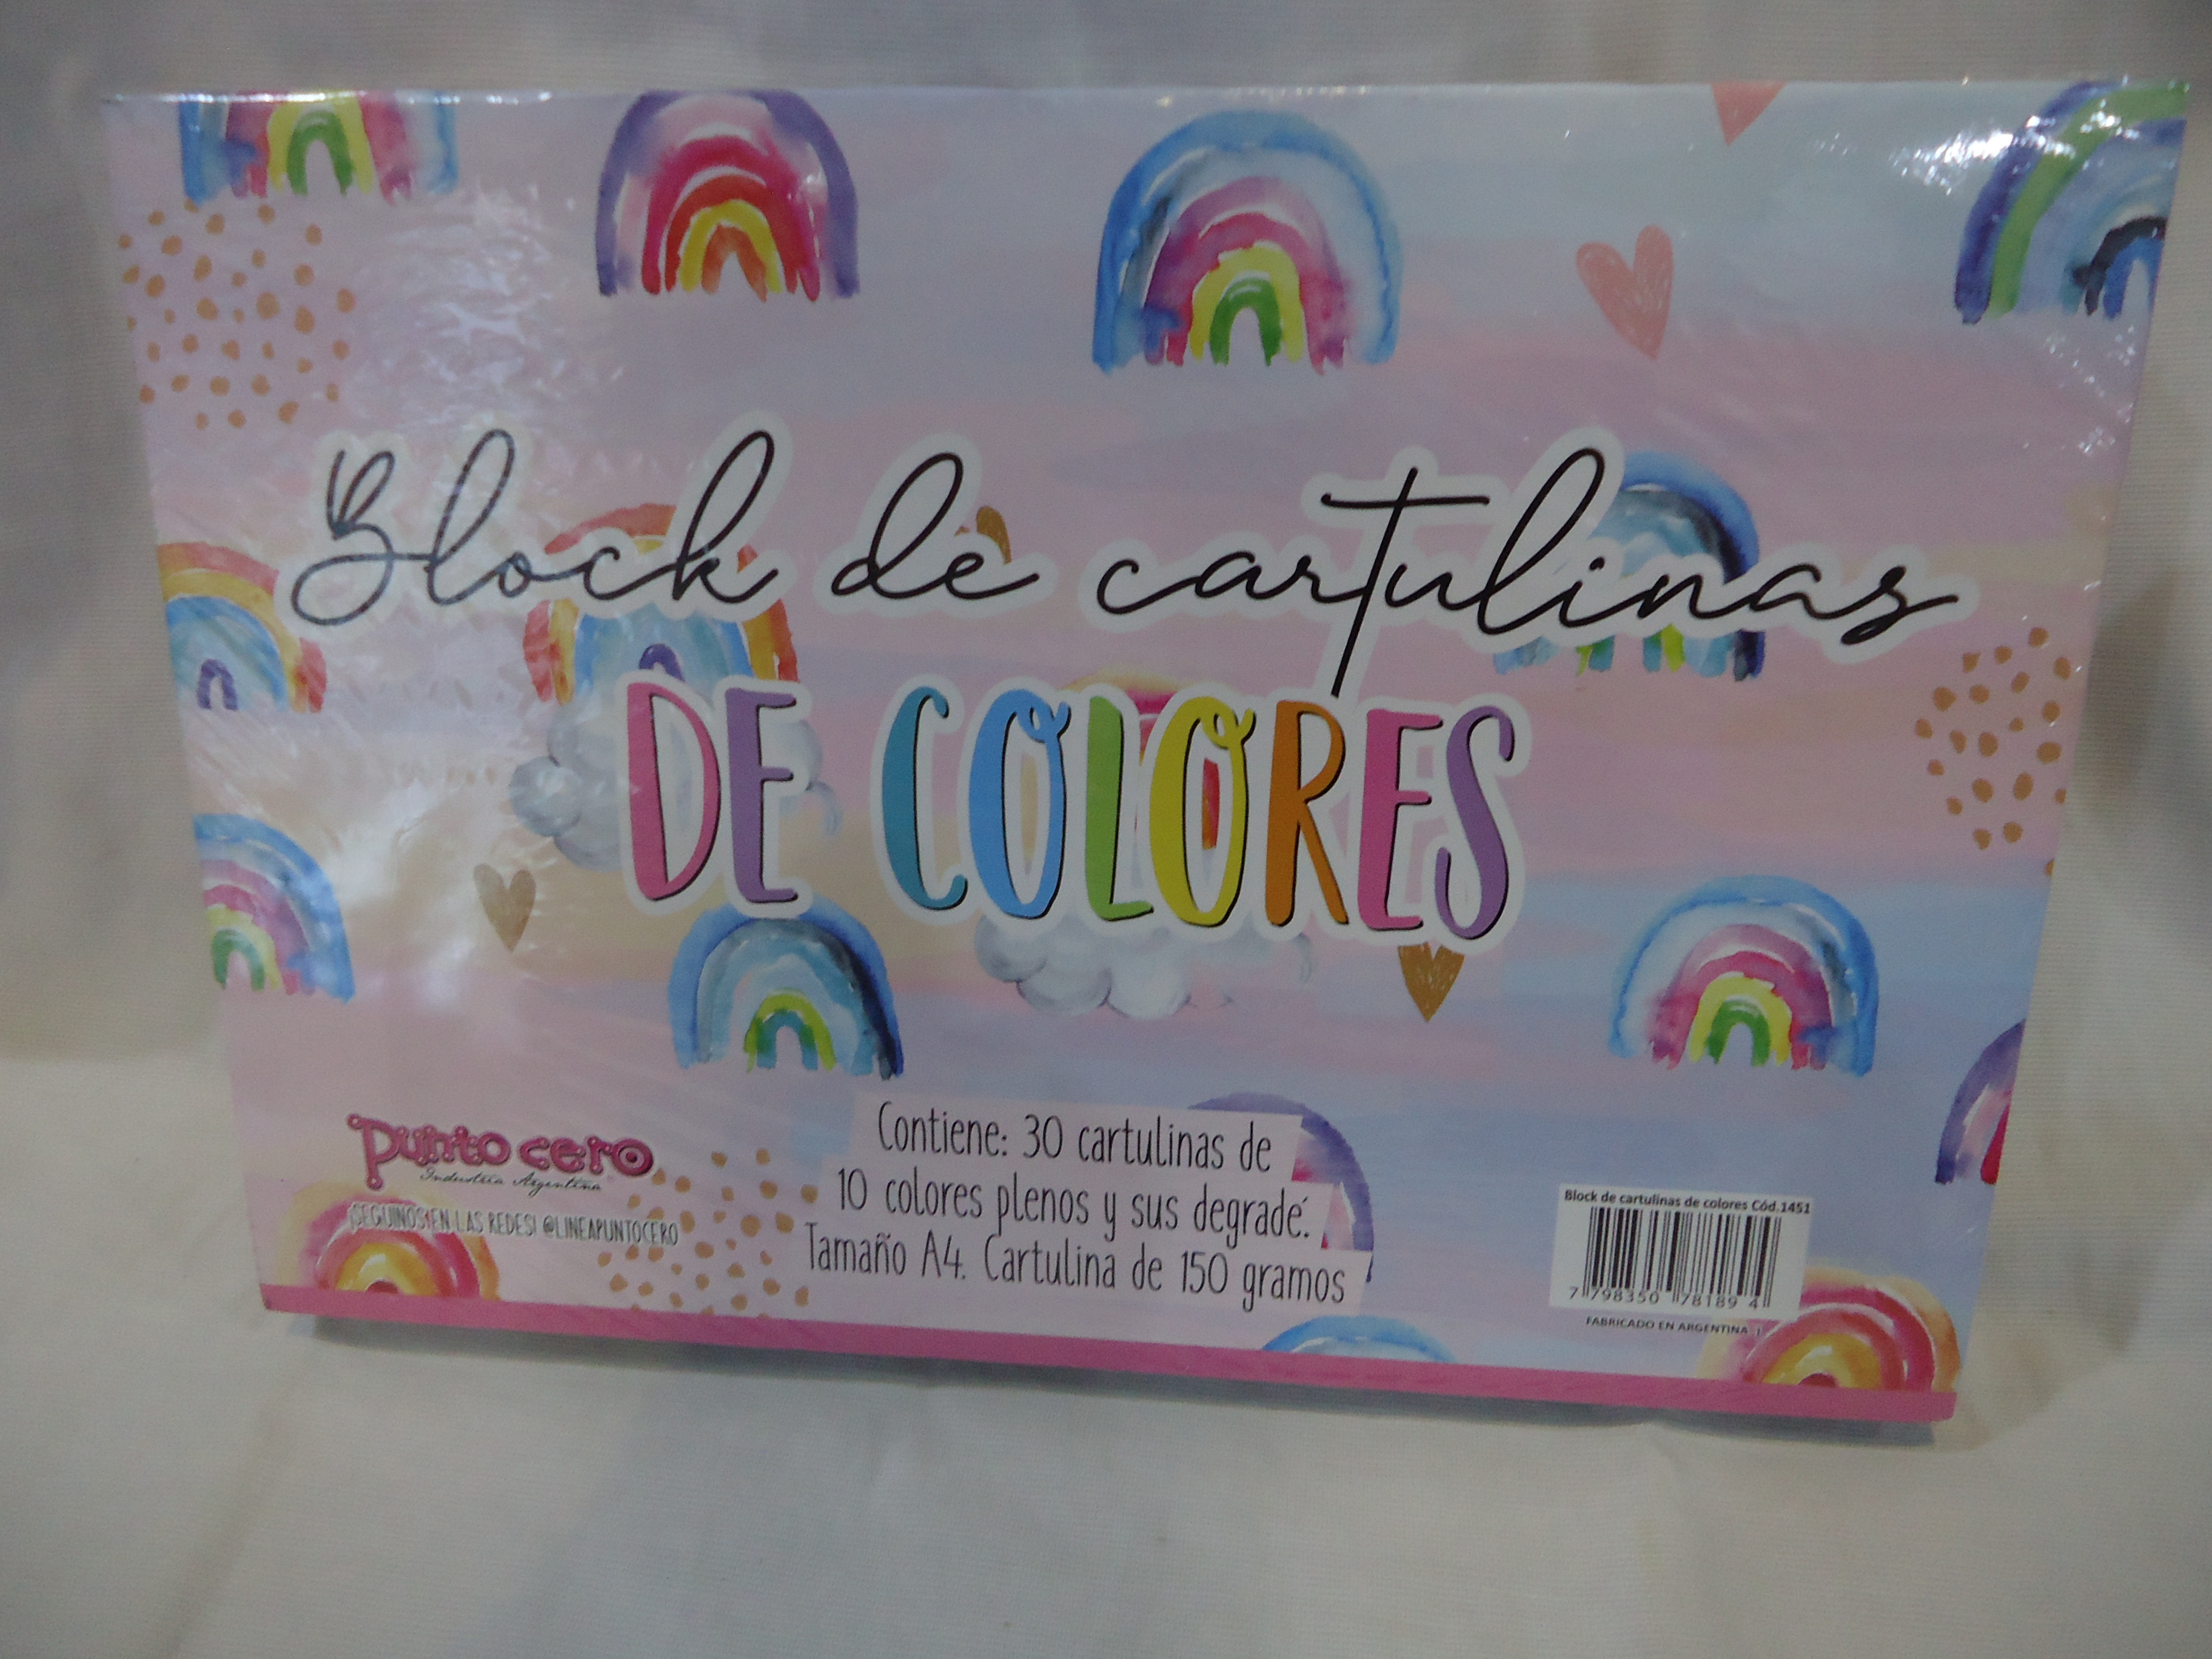 Block de cartulinas
DE COLORES
punto cero
Industria Argentina
¡SEGUINOS EN LAS REDES! @LINEAPUNTOCERO
Contiene: 30 cartulinas de
10 colores plenos y sus degradé.
Tamaño A4. Cartulina de 150 gramos
Block de cartulinas de colores Cód.1451
7 798350 781894
FABRICADO EN ARGENTINA